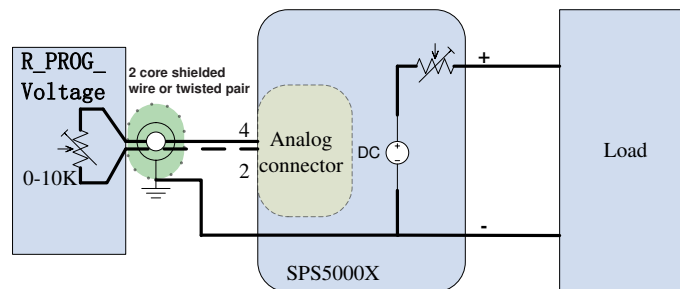 R_PROG_
Voltage
0-10K
2 core shielded
wire or twisted pair
4
2
Analog
connector
DC
+
-
SPS5000X
+
-
Load